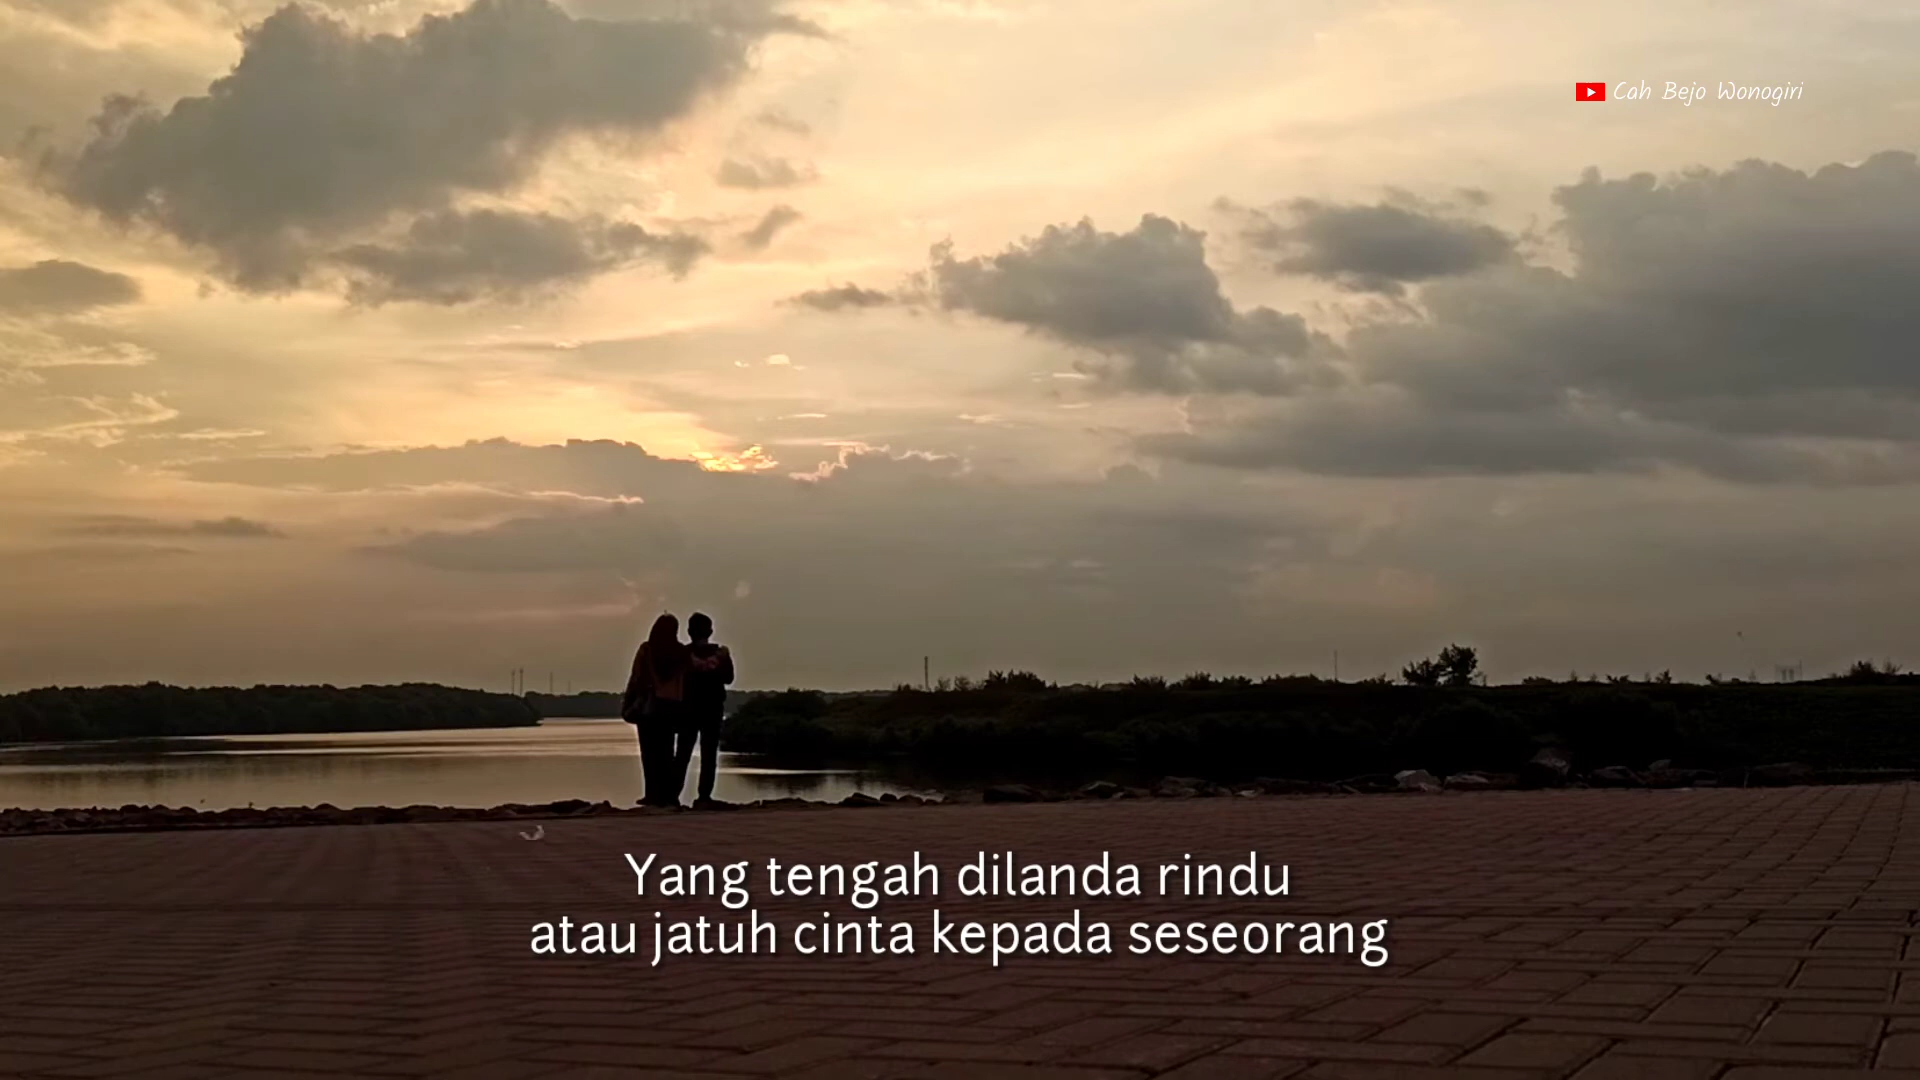 Cah Bejo Wonogiri
Yang tengah dilanda rindu
atau jatuh cinta kepada seseorang